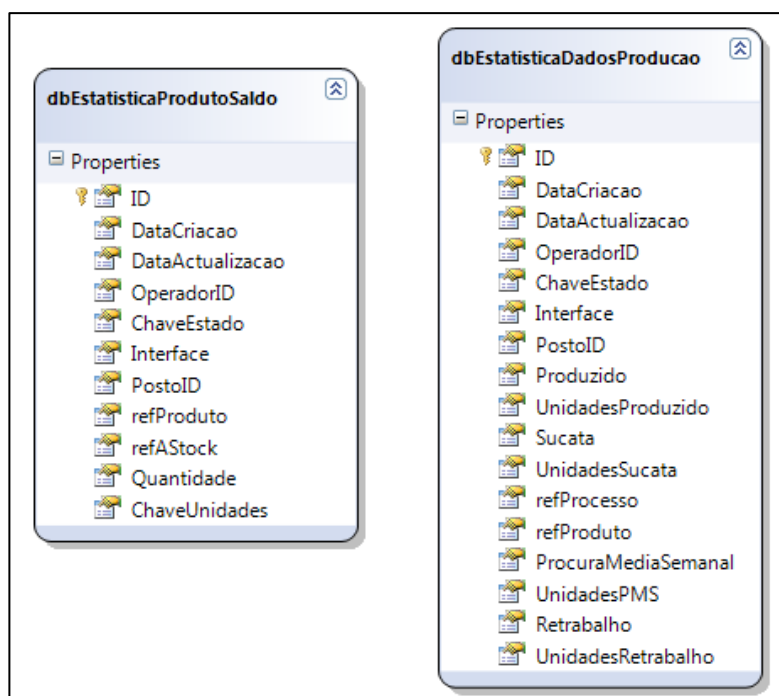 dbEstatisticaProdutoSaldo
Properties
ID
DataCriacao
DataActualizacao
OperadorID
ChaveEstado
Interface
PostoID
refProduto
refAStock
Quantidade
ChaveUnidades
dbEstatisticaDadosProducao
Properties
ID
DataCriacao
DataActualizacao
OperadorID
ChaveEstado
Interface
PostoID
Produzido
UnidadesProduzido
Sucata
UnidadesSucata
refProcesso
refProduto
ProcuraMediaSemanal
UnidadesPMS
Retrabalho
UnidadesRetrabalho